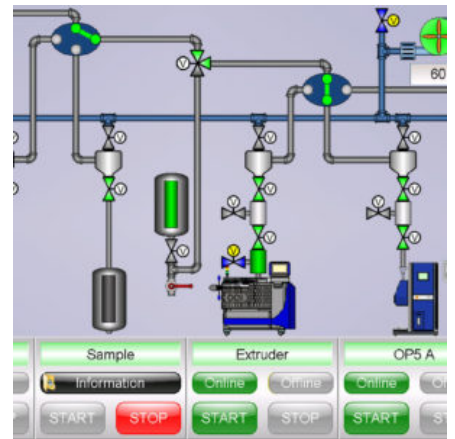 60
Sample
Extruder
OP5 A
Information
Online
Offline
Online
START
STOP
START
STOP
START